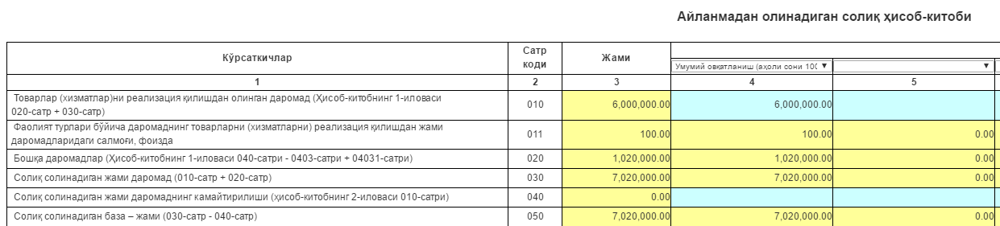 Айланмадан олинадиган солиқ ҳисоб-китоби
Кўрсаткичлар
Сатр
коди
Жами
Умумий овқатланиш (аҳоли сони 100
1 2 3 4 5
Товарлар (хизматлар)ни реализация қилишдан олинган даромад (Ҳисоб-китобнинг 1-иловаси
020-сатр + 030-сатр)
010 6,000,000.00 6,000,000.00
Фаолият турлари бўйича даромаднинг товарларни (хизматларни) реализация қилишдан жами
даромадларидаги салмоғи, фоизда
011 100.00 100.00 0.00
Бошқа даромадлар (Ҳисоб-китобнинг 1-иловаси 040-сатри - 0403-сатри + 04031-сатри) 020 1,020,000.00 1,020,000.00 0.00
Солиқ солинадиган жами даромад (010-сатр + 020-сатр) 030 7,020,000.00 7,020,000.00 0.00
Солиқ солинадиган жами даромаднинг камайтирилиши (ҳисоб-китобнинг 2-иловаси 010-сатри) 040 0.00
Солиқ солинадиган база – жами (030-сатр - 040-сатр) 050 7,020,000.00 7,020,000.00 0.00